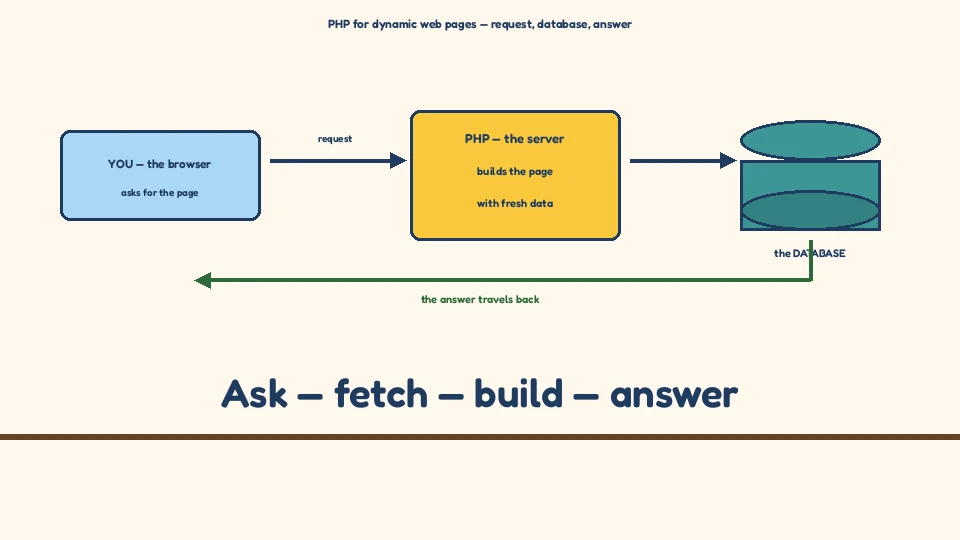 PHP for dynamic web pages — request, database, answer
YOU — the browser
asks for the page
request
PHP — the server
builds the page
with fresh data
the DATABASE
the answer travels back
Ask — fetch — build — answer